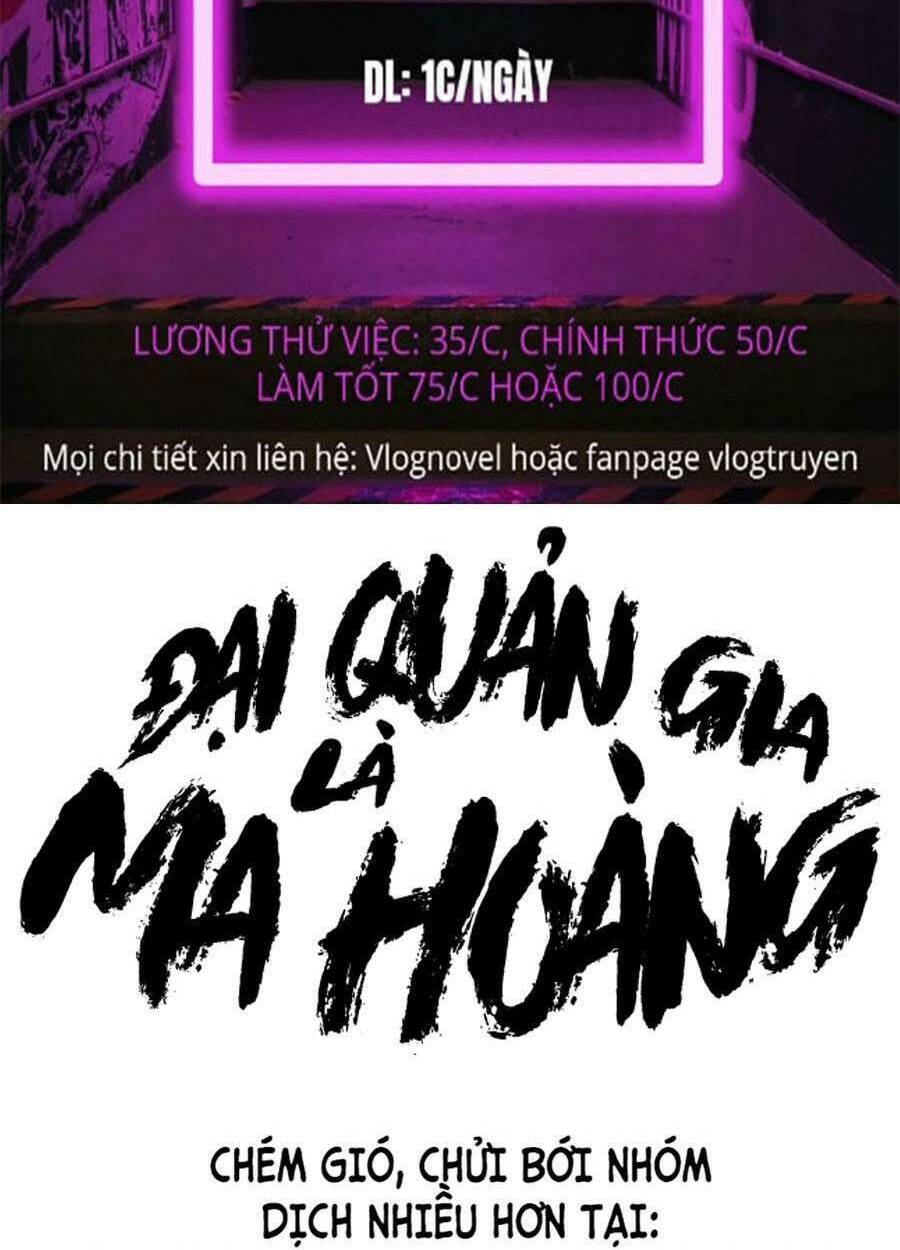 DL: 1C/NGÀY
LƯƠNG THỬ VIỆC: 35/C, CHÍNH THỨC 50/C
LÀM TỐT 75/C HOẶC 100/C
Mọi chi tiết xin liên hệ: Vlognovel hoặc fanpage vlogtruyen
ĐẠI QUẢN GIA
LÀ
MA HOÀNG
CHÉM GIÓ, CHỬI BỚI NHÓM
DỊCH NHIỀU HƠN TẠI: